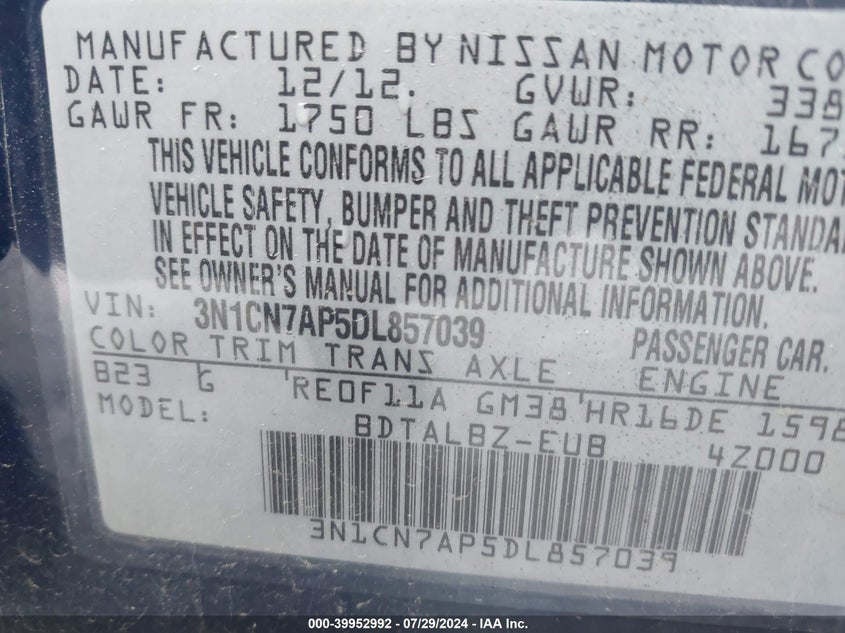 MANUFACTURED BY NISSAN MOTOR CO
DATE: 12/12. GVWR: 338
GAWR FR: 1750 LBS GAWR RR: 167
THIS VEHICLE CONFORMS TO ALL APPLICABLE FEDERAL MOT
VEHICLE SAFETY, BUMPER AND THEFT PREVENTION STANDA
IN EFFECT ON THE DATE OF MANUFACTURE SHOWN ABOVE.
SEE OWNER'S MANUAL FOR ADDITIONAL INFORMATION.
VIN: 3N1CN7AP5DL857039 PASSENGER CAR.
COLOR TRIM TRANS AXLE ENGINE
B23 G RE0F11A GM38 HR16DE 1598
MODEL: BDTALBZ-EUB 4Z000
3N1CN7AP5DL857039
000-39952992 / 07/29/2024 - IAA Inc.